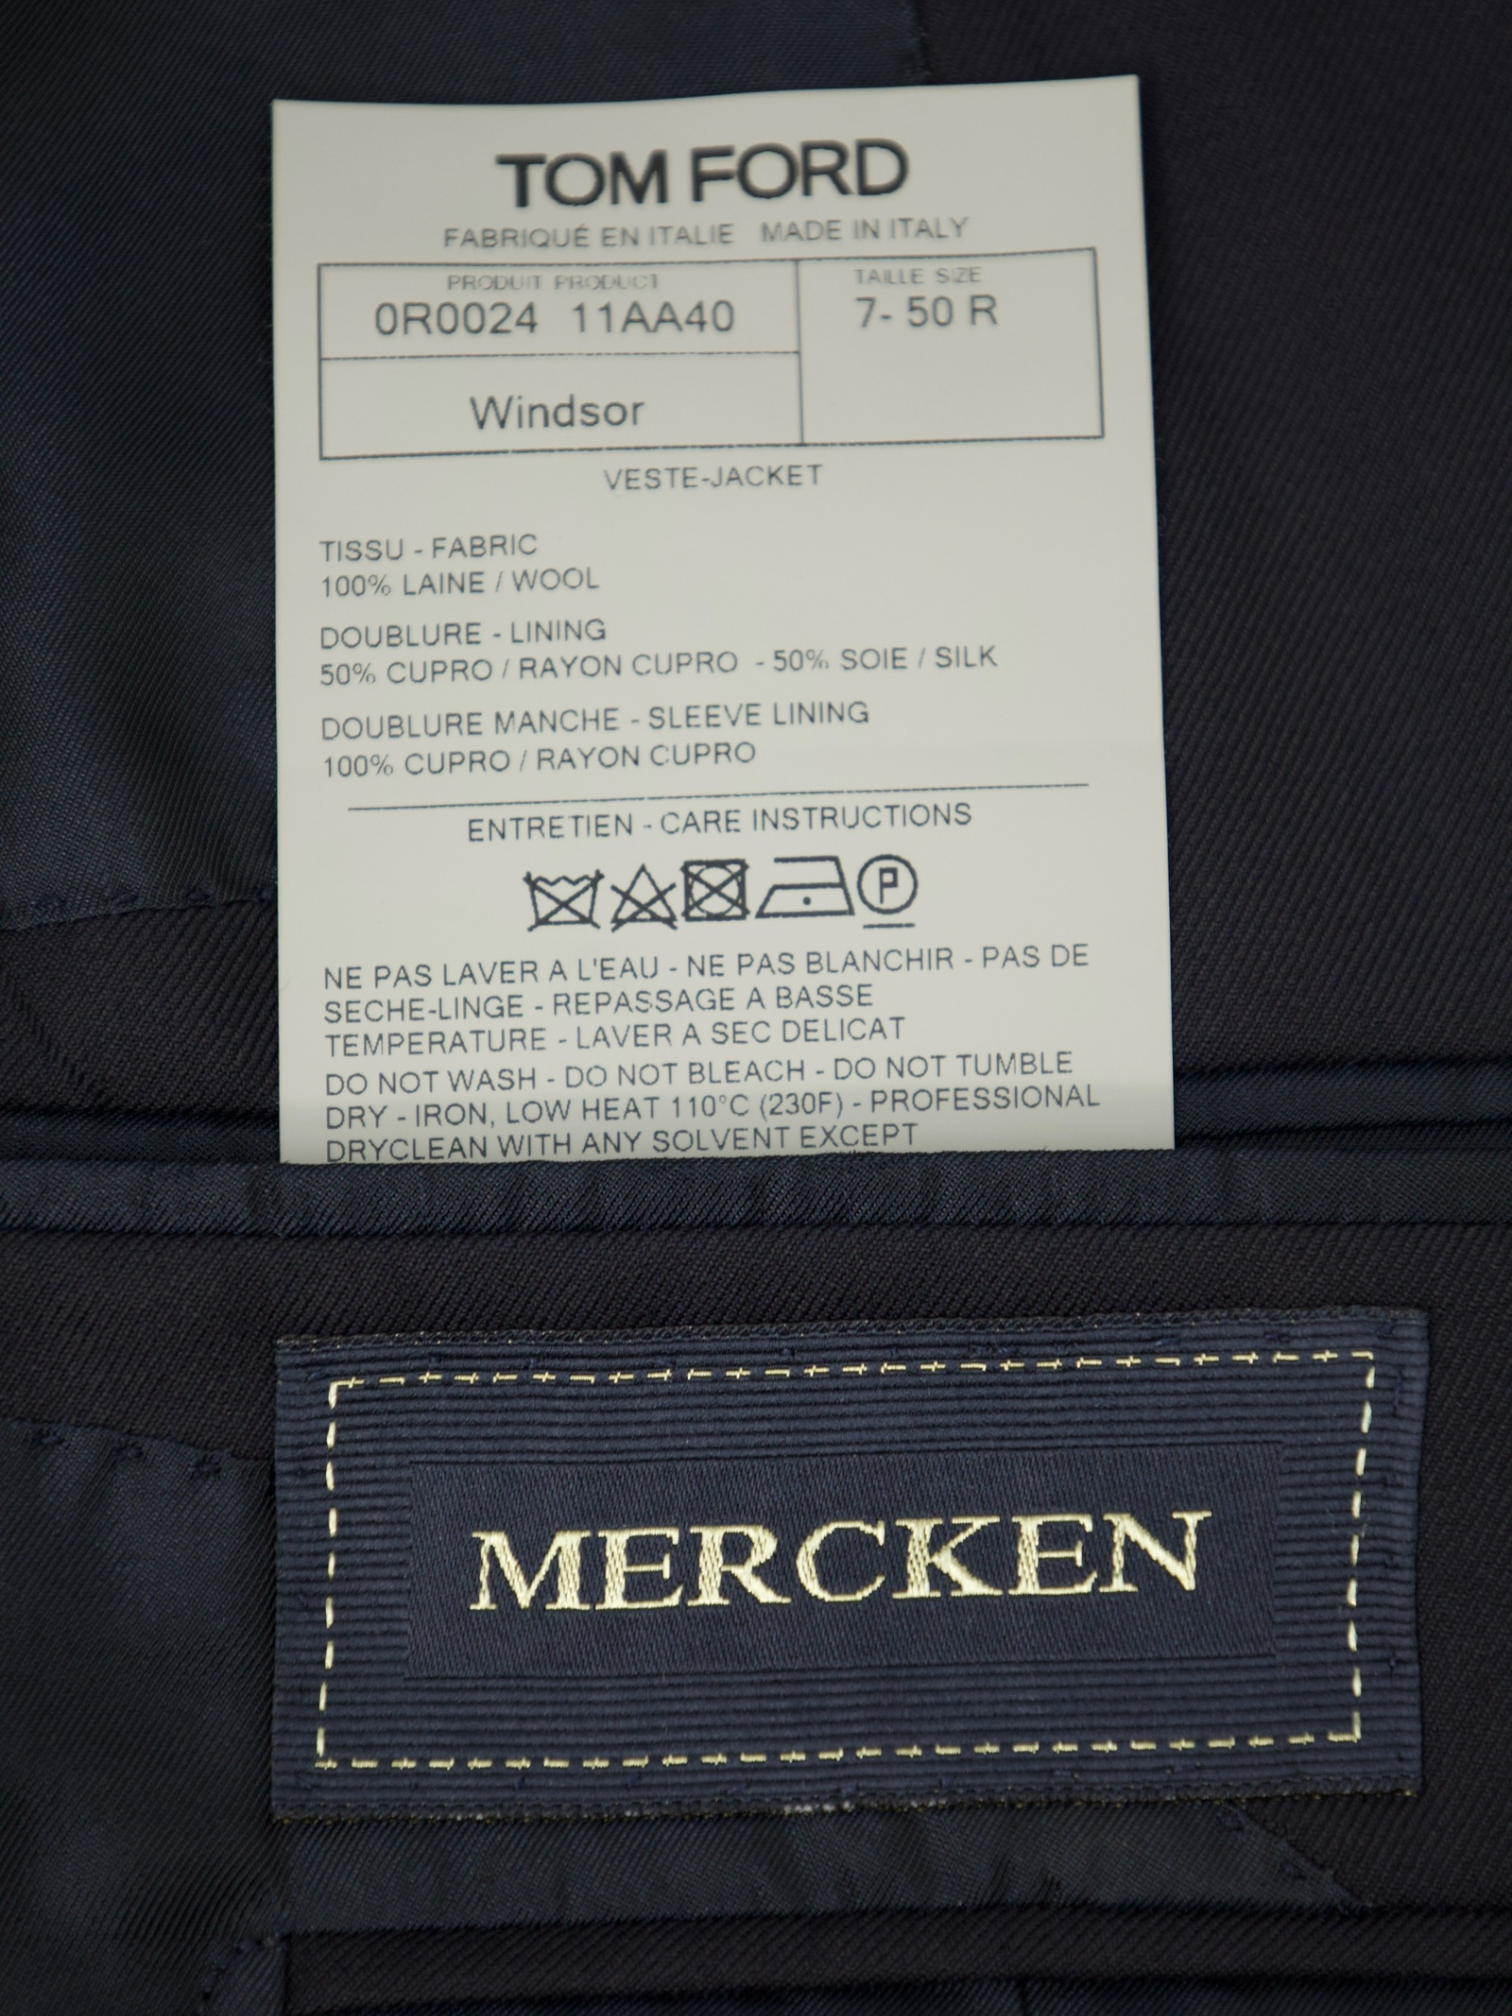 TOM FORD
FABRIQUÉ EN ITALIE MADE IN ITALY
PRODUIT PRODUCT
0R0024 11AA40
TAILLE SIZE
7- 50 R
Windsor
VESTE-JACKET
TISSU - FABRIC
100% LAINE / WOOL
DOUBLURE - LINING
50% CUPRO / RAYON CUPRO - 50% SOIE / SILK
DOUBLURE MANCHE - SLEEVE LINING
100% CUPRO / RAYON CUPRO
ENTRETIEN - CARE INSTRUCTIONS
P
NE PAS LAVER A L'EAU - NE PAS BLANCHIR - PAS DE
SECHE-LINGE - REPASSAGE A BASSE
TEMPERATURE - LAVER A SEC DELICAT
DO NOT WASH - DO NOT BLEACH - DO NOT TUMBLE
DRY - IRON, LOW HEAT 110°C (230F) - PROFESSIONAL
DRYCLEAN WITH ANY SOLVENT EXCEPT
MERCKEN